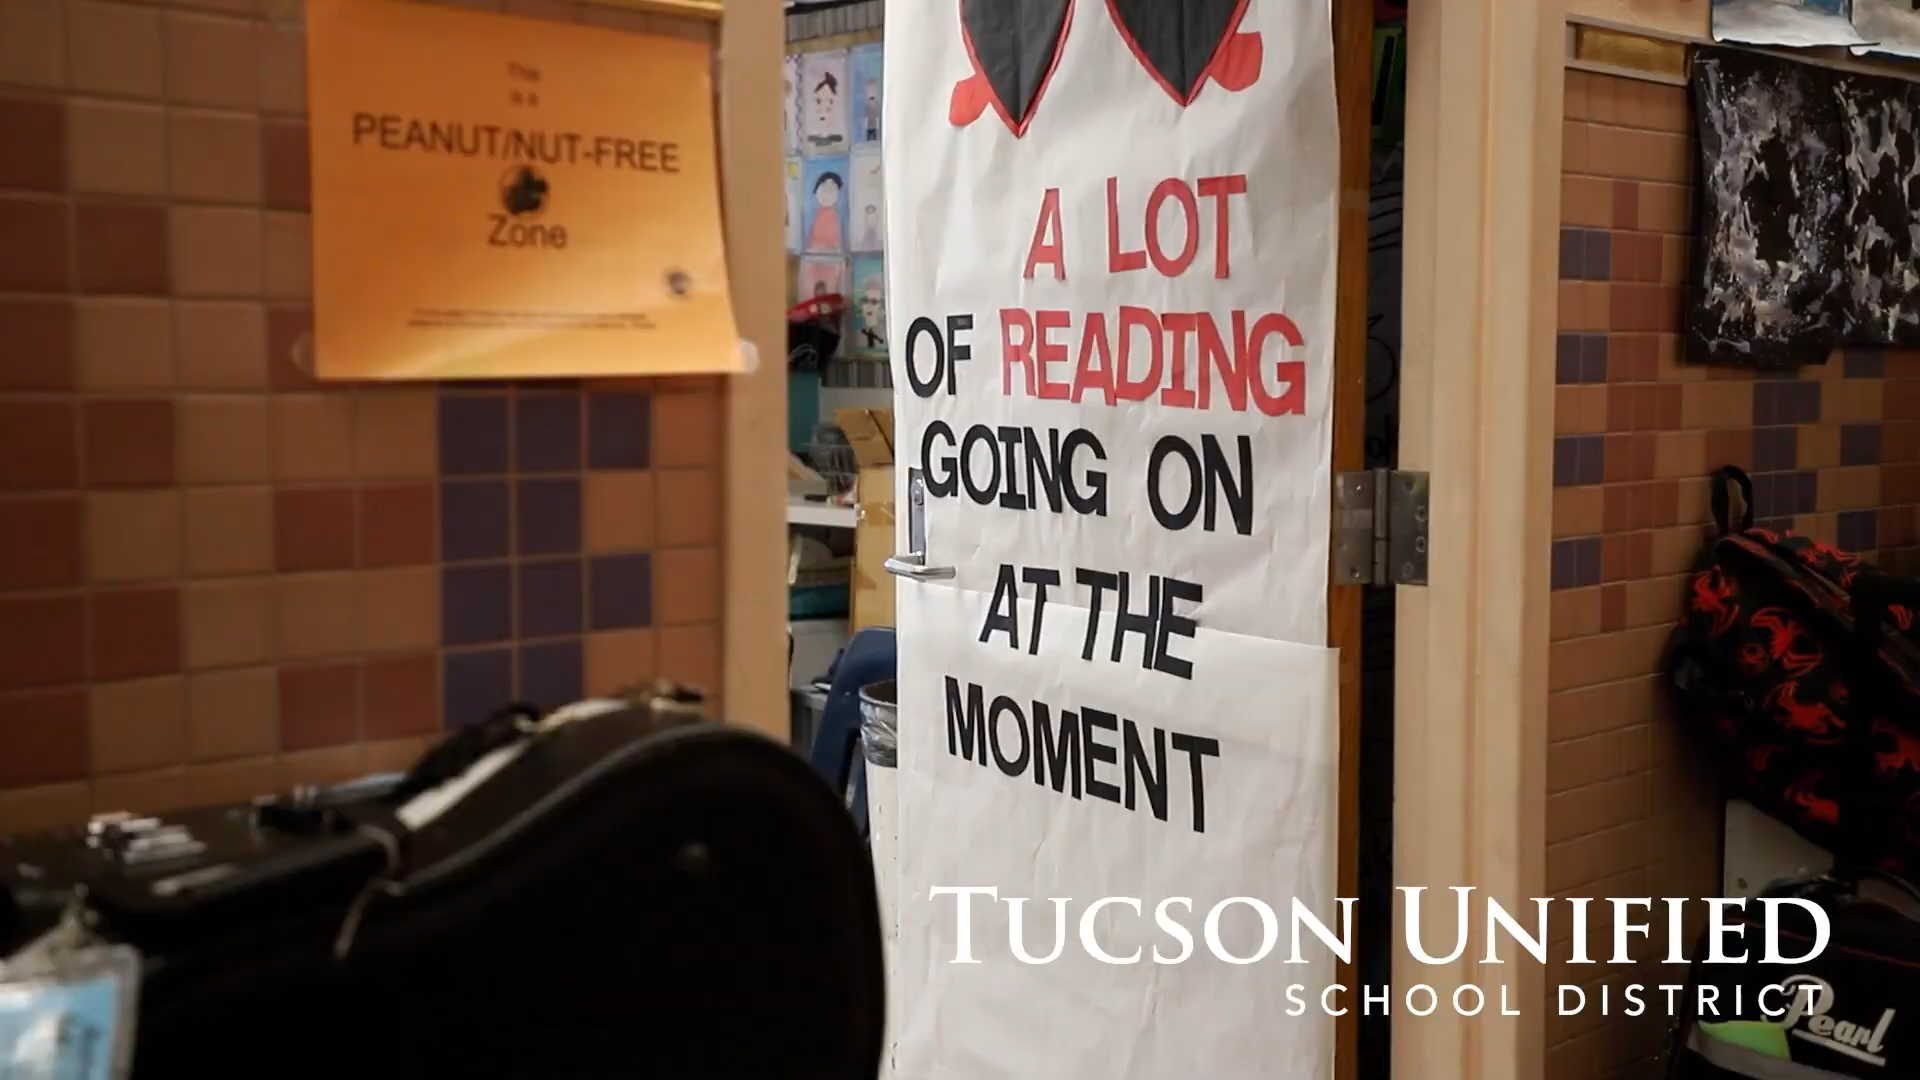 This
is a
PEANUT/NUT-FREE
Zone
A LOT
OF READING
GOING ON
AT THE
MOMENT
TUCSON UNIFIED
SCHOOL DISTRICT
Pearl